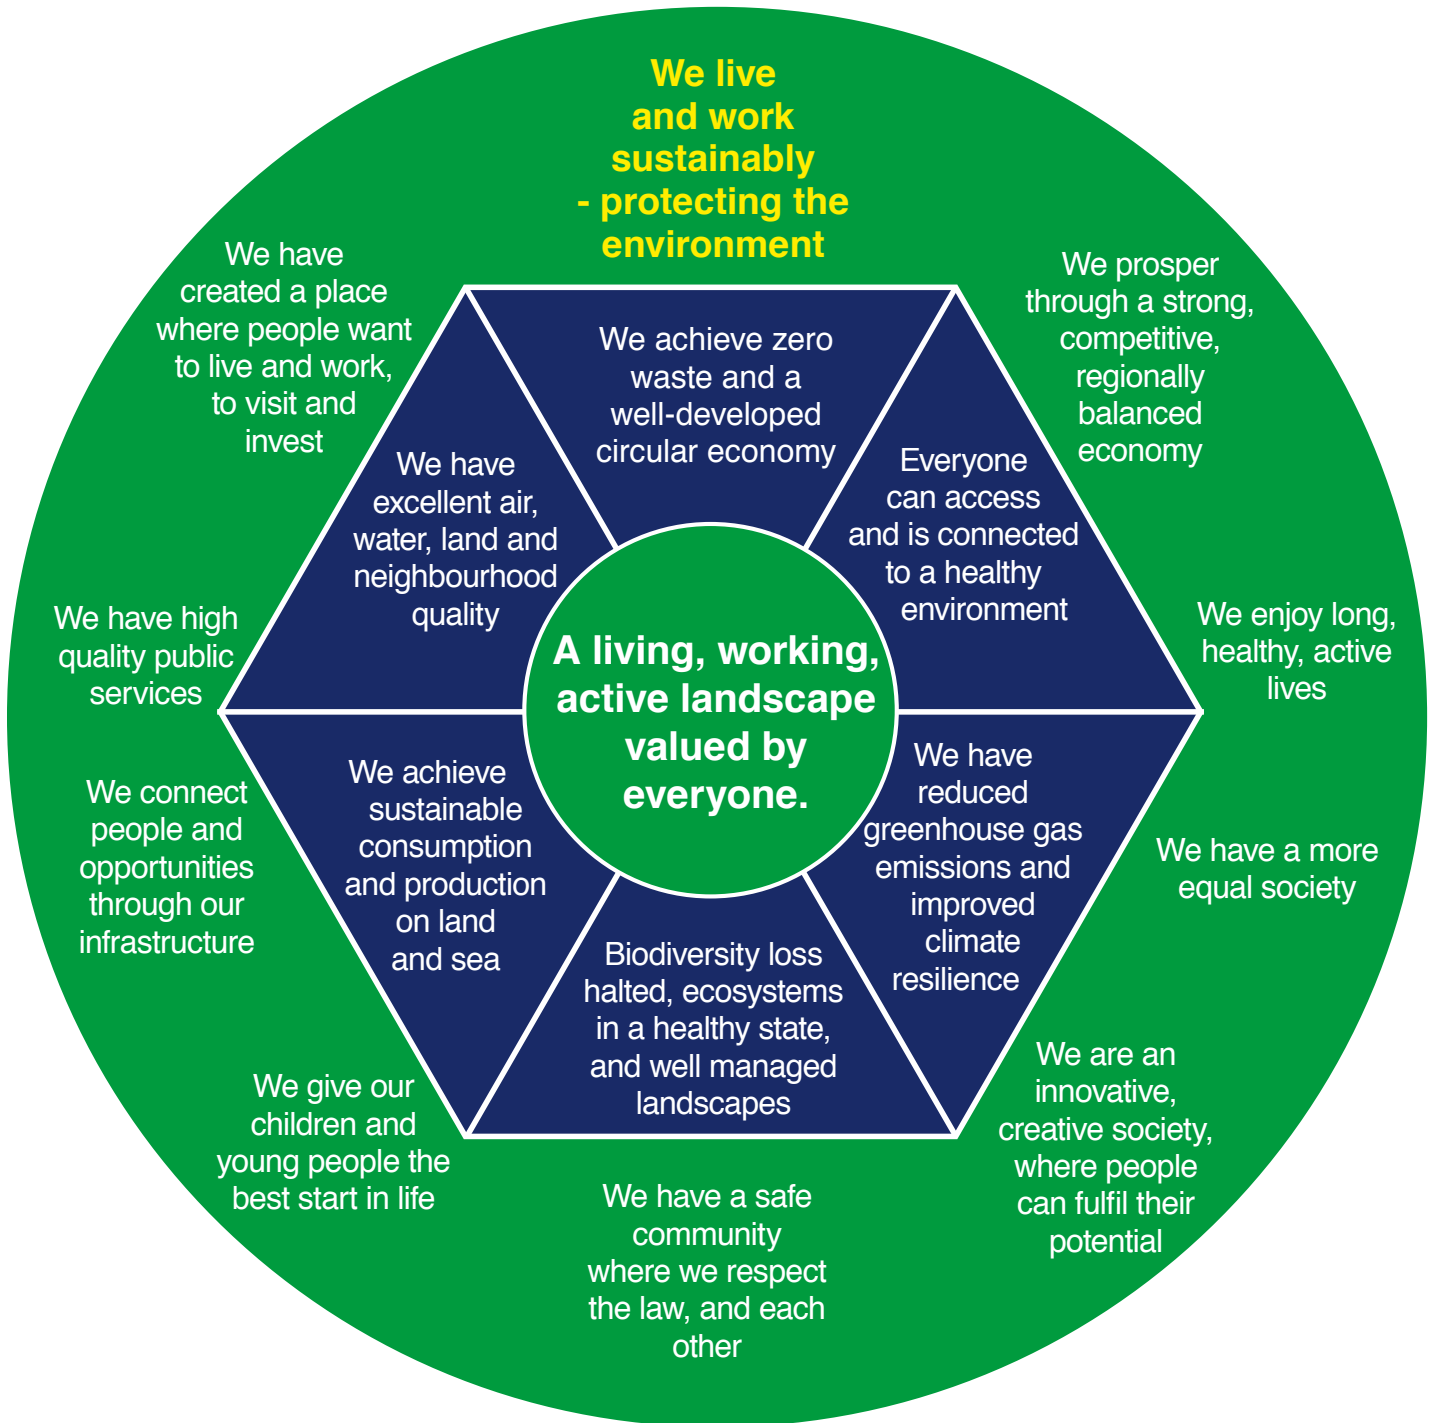 We live
and work
sustainably
- protecting the
environment
We prosper
through a strong,
competitive,
regionally
balanced
economy
We enjoy long,
healthy, active
lives
We have a more
equal society
We are an
innovative,
creative society,
where people
can fulfil their
potential
We have a safe
community
where we respect
the law, and each
other
We give our
children and
young people the
best start in life
We connect
people and
opportunities
through our
infrastructure
We have high
quality public
services
We have
created a place
where people want
to live and work,
to visit and
invest
We achieve zero
waste and a
well-developed
circular economy
Everyone
can access
and is connected
to a healthy
environment
We have
reduced
greenhouse gas
emissions and
improved
climate
resilience
Biodiversity loss
halted, ecosystems
in a healthy state,
and well managed
landscapes
We achieve
sustainable
consumption
and production
on land
and sea
We have
excellent air,
water, land and
neighbourhood
quality
A living, working,
active landscape
valued by
everyone.